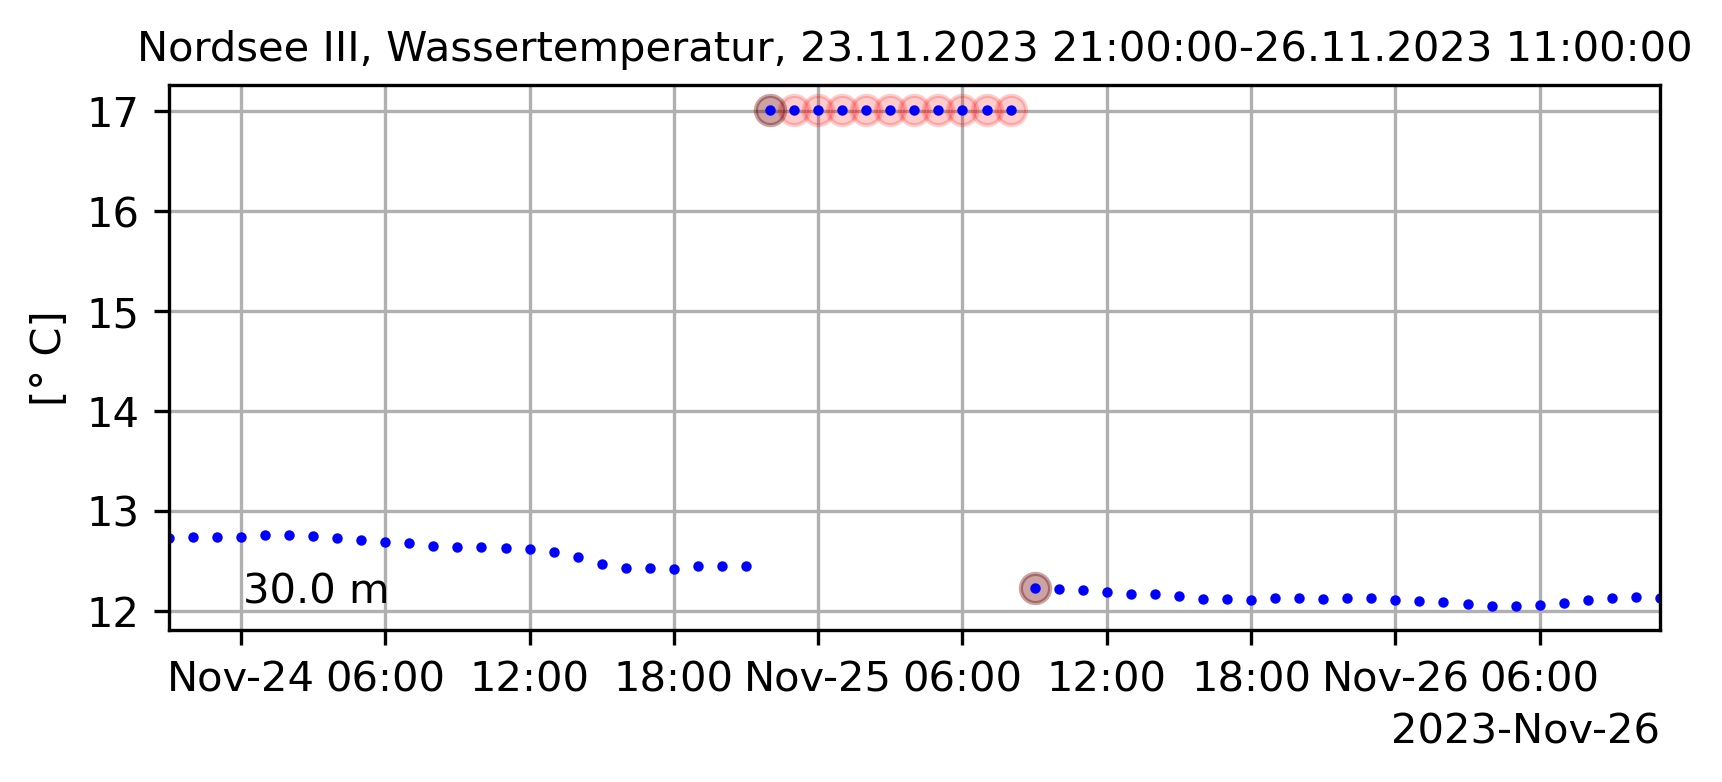 Nordsee III, Wassertemperatur, 23.11.2023 21:00:00-26.11.2023 11:00:00
17
16
15
14
13
12
[° C]
30.0 m
Nov-24 06:00 12:00 18:00 Nov-25 06:00 12:00 18:00 Nov-26 06:00
2023-Nov-26